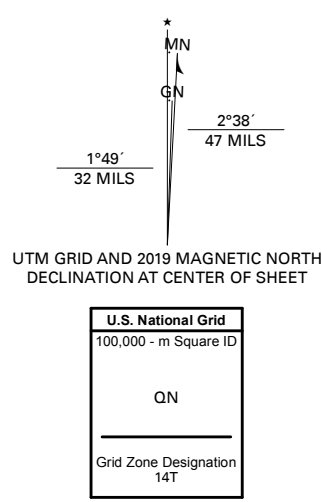 MN
GN
2°38´
47 MILS
1°49´
32 MILS
UTM GRID AND 2019 MAGNETIC NORTH
DECLINATION AT CENTER OF SHEET
U.S. National Grid
100,000 - m Square ID
QN
Grid Zone Designation
14T